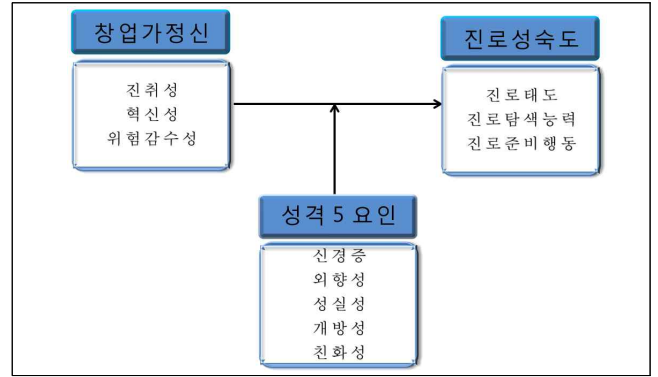 창업가정신
진취성
혁신성
위험감수성
진로성숙도
진로태도
진로탐색능력
진로준비행동
성격 5 요인
신경증
외향성
성실성
개방성
친화성